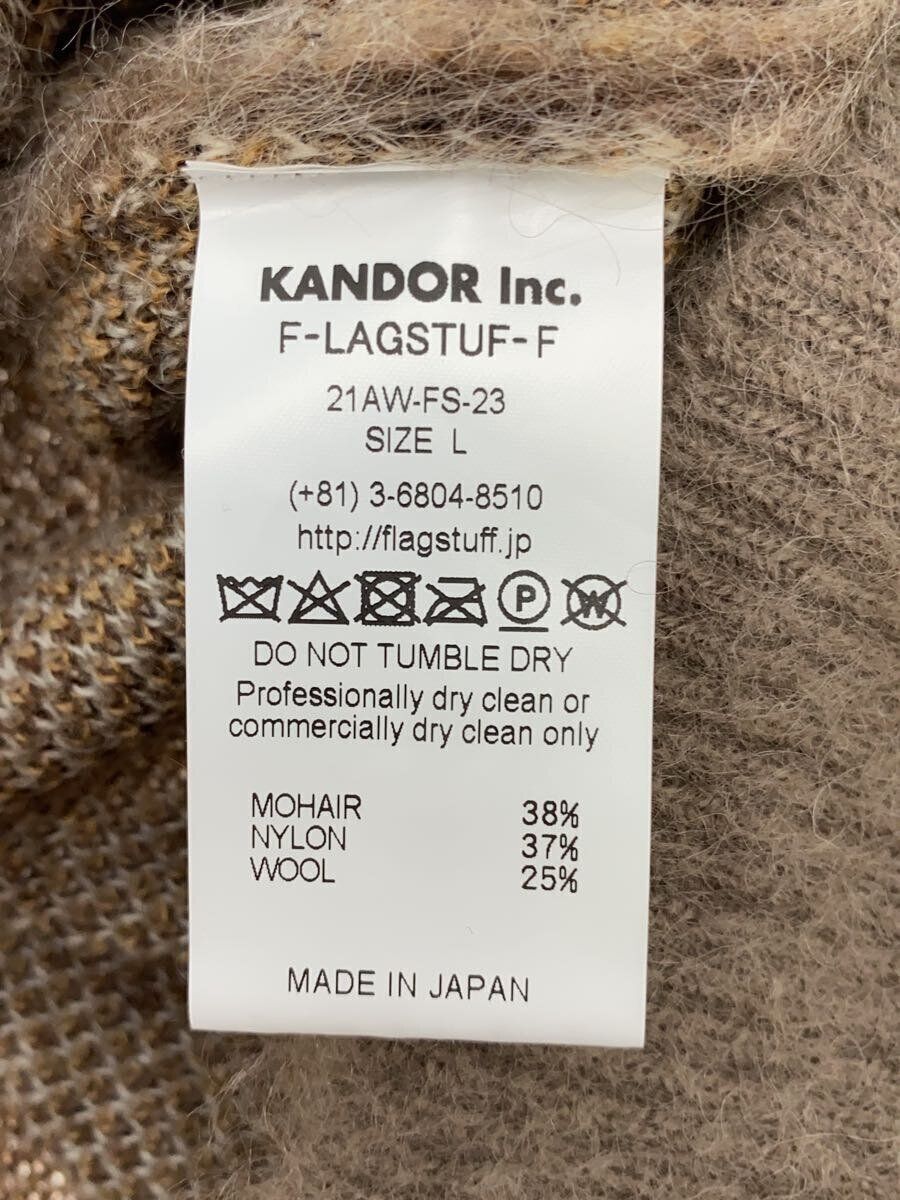 KANDOR Inc.
F-LAGSTUF-F
21AW-FS-23
SIZE L
(+81) 3-6804-8510
http://flagstuff.jp
P W
DO NOT TUMBLE DRY
Professionally dry clean or
commercially dry clean only
MOHAIR 38%
NYLON 37%
WOOL 25%
MADE IN JAPAN